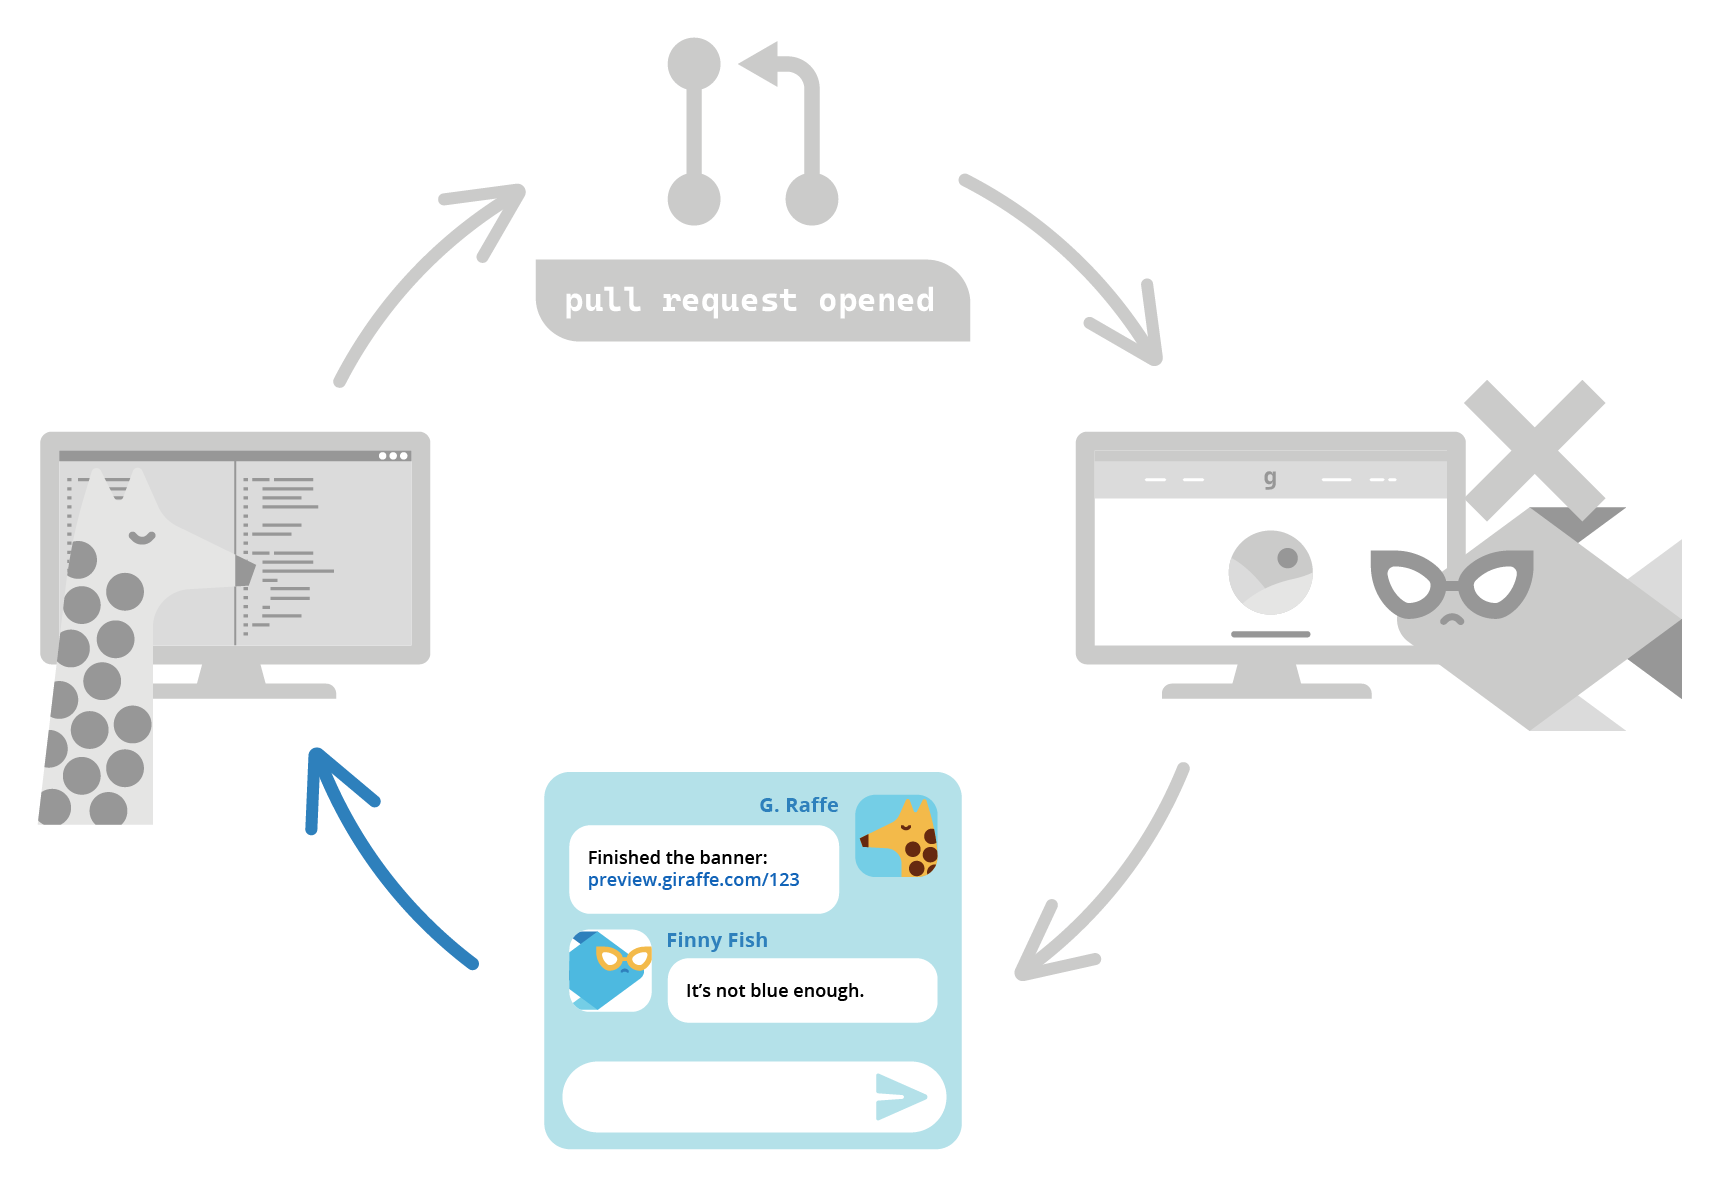 pull request opened
g
G. Raffe
Finished the banner:
preview.giraffe.com/123
Finny Fish
It’s not blue enough.